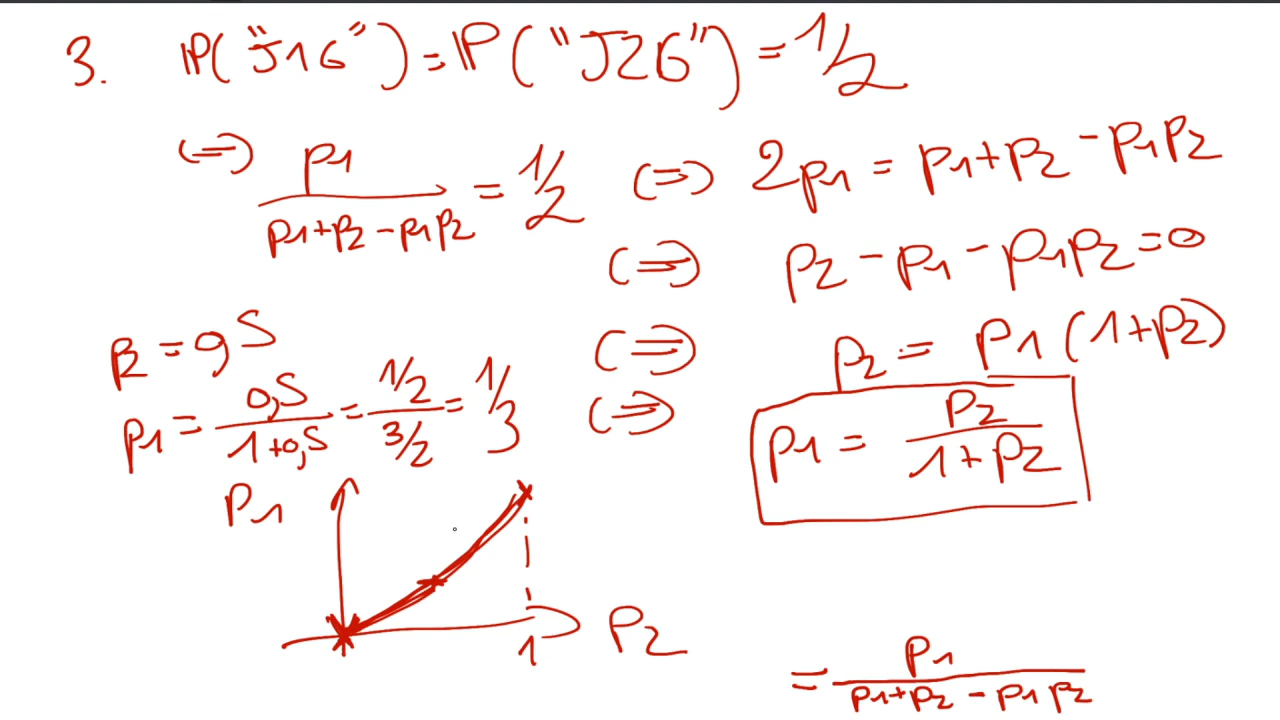 3. ℙ("J1G") = ℙ("J2G") = 1/2
(=) p1/(p1+p2-p1p2) = 1/2 (=) 2p1 = p1+p2-p1p2
(=) p2 - p1 - p1p2 = 0
(=) p2 = p1(1+p2)
(=) p1 = p2/(1+p2)
p2 = 0,5
p1 = 0,5/(1+0,5) = (1/2)/(3/2) = 1/3
p1
1 p2
= p1/(p1+p2-p1p2)